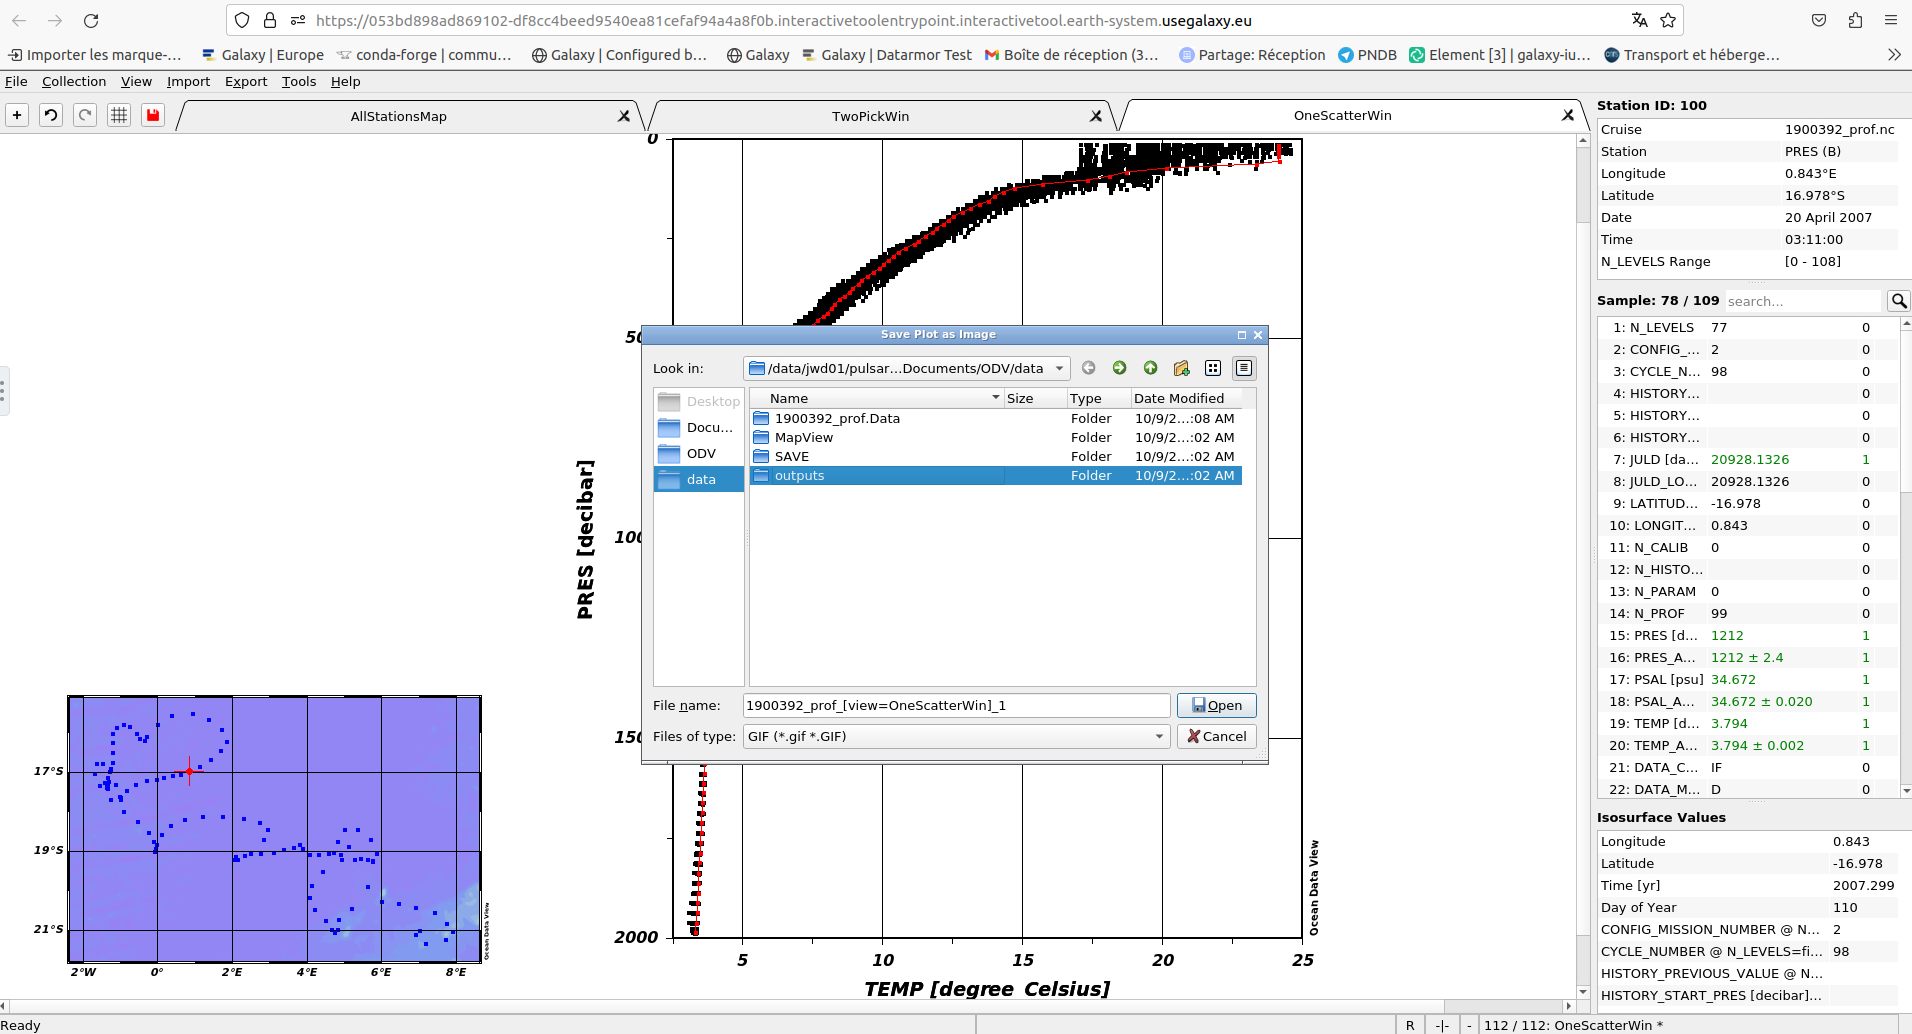 https://053bd898ad869102-df8cc4beed9540ea81cefaf94a4a8f0b.interactivetoolentrypoint.interactivetool.earth-system.usegalaxy.eu
Importer les marque-… Galaxy | Europe conda-forge | commu… Galaxy | Configured b… Galaxy Galaxy | Datarmor Test Boîte de réception (3… Partage: Réception PNDB Element [3] | galaxy-iu… Transport et héberge…
File Collection View Import Export Tools Help
AllStationsMap TwoPickWin OneScatterWin
Station ID: 100
Cruise 1900392_prof.nc
Station PRES (B)
Longitude 0.843°E
Latitude 16.978°S
Date 20 April 2007
Time 03:11:00
N_LEVELS Range [0 - 108]
Sample: 78 / 109 search...
1: N_LEVELS 77 0
2: CONFIG_… 2 0
3: CYCLE_N… 98 0
4: HISTORY… 0
5: HISTORY… 0
6: HISTORY… 0
7: JULD [da… 20928.1326 1
8: JULD_LO… 20928.1326 0
9: LATITUD… -16.978 0
10: LONGIT… 0.843 0
11: N_CALIB 0 0
12: N_HISTO… 0
13: N_PARAM 0 0
14: N_PROF 99 0
15: PRES [d… 1212 1
16: PRES_A… 1212 ± 2.4 1
17: PSAL [psu] 34.672 1
18: PSAL_A… 34.672 ± 0.020 1
19: TEMP [d… 3.794 1
20: TEMP_A… 3.794 ± 0.002 1
21: DATA_C… IF 0
22: DATA_M… D 0
Isosurface Values
Longitude 0.843
Latitude -16.978
Time [yr] 2007.299
Day of Year 110
CONFIG_MISSION_NUMBER @ N… 2
CYCLE_NUMBER @ N_LEVELS=fi… 98
HISTORY_PREVIOUS_VALUE @ N…
HISTORY_START_PRES [decibar]…
Save Plot as Image
Look in: /data/jwd01/pulsar...Documents/ODV/data
Desktop
Docu...
ODV
data
Name Size Type Date Modified
1900392_prof.Data Folder 10/9/2...:08 AM
MapView Folder 10/9/2...:02 AM
SAVE Folder 10/9/2...:02 AM
outputs Folder 10/9/2...:02 AM
File name: 1900392_prof_[view=OneScatterWin]_1 Open
Files of type: GIF (*.gif *.GIF) Cancel
0
50
100
150
2000
PRES [decibar]
5 10 15 20 25
TEMP [degree_Celsius]
Ocean Data View
17°S
19°S
21°S
2°W 0° 2°E 4°E 6°E 8°E
Ocean Data View
Ready R -|- - 112 / 112: OneScatterWin *